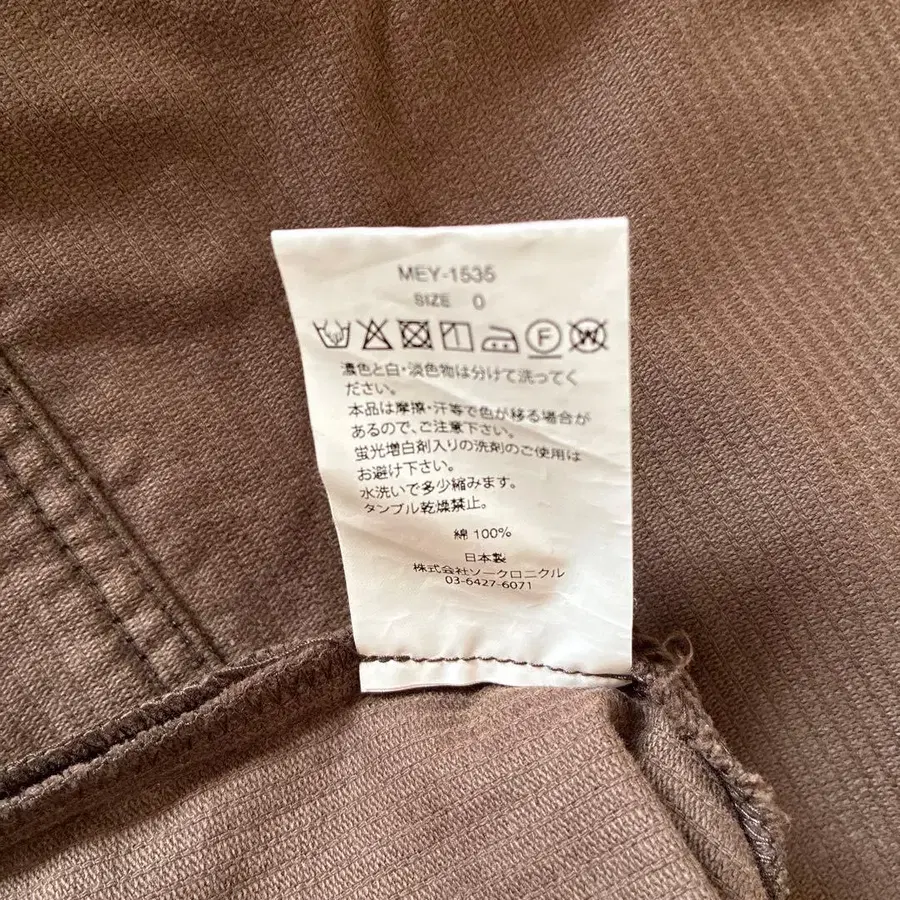 MEY-1535
SIZE 0
F W
濃色と白・淡色物は分けて洗ってく
ださい。
本品は摩擦・汗等で色が移る場合が
あるので、ご注意下さい。
蛍光増白剤入りの洗剤のご使用は
お避け下さい。
水洗いで多少縮みます。
タンブル乾燥禁止。
綿 100%
日本製
株式会社ソークロニクル
03-6427-6071